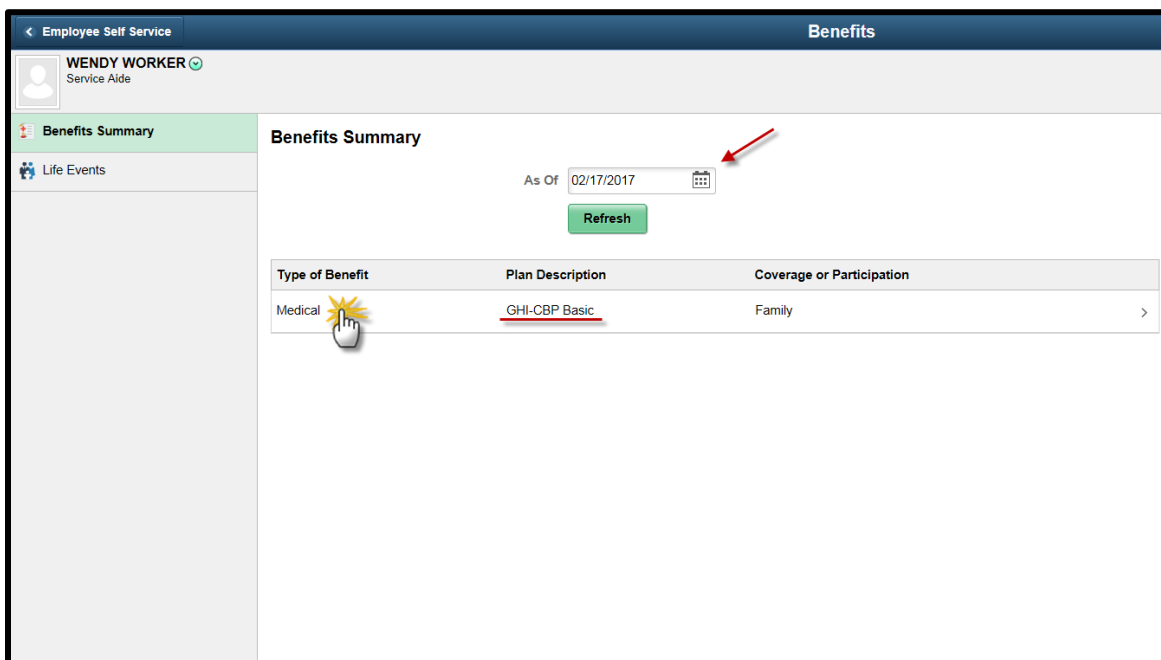 Employee Self Service
Benefits
WENDY WORKER
Service Aide
Benefits Summary
Life Events
Benefits Summary
As Of 02/17/2017
Refresh
Type of Benefit Plan Description Coverage or Participation
Medical GHI-CBP Basic Family